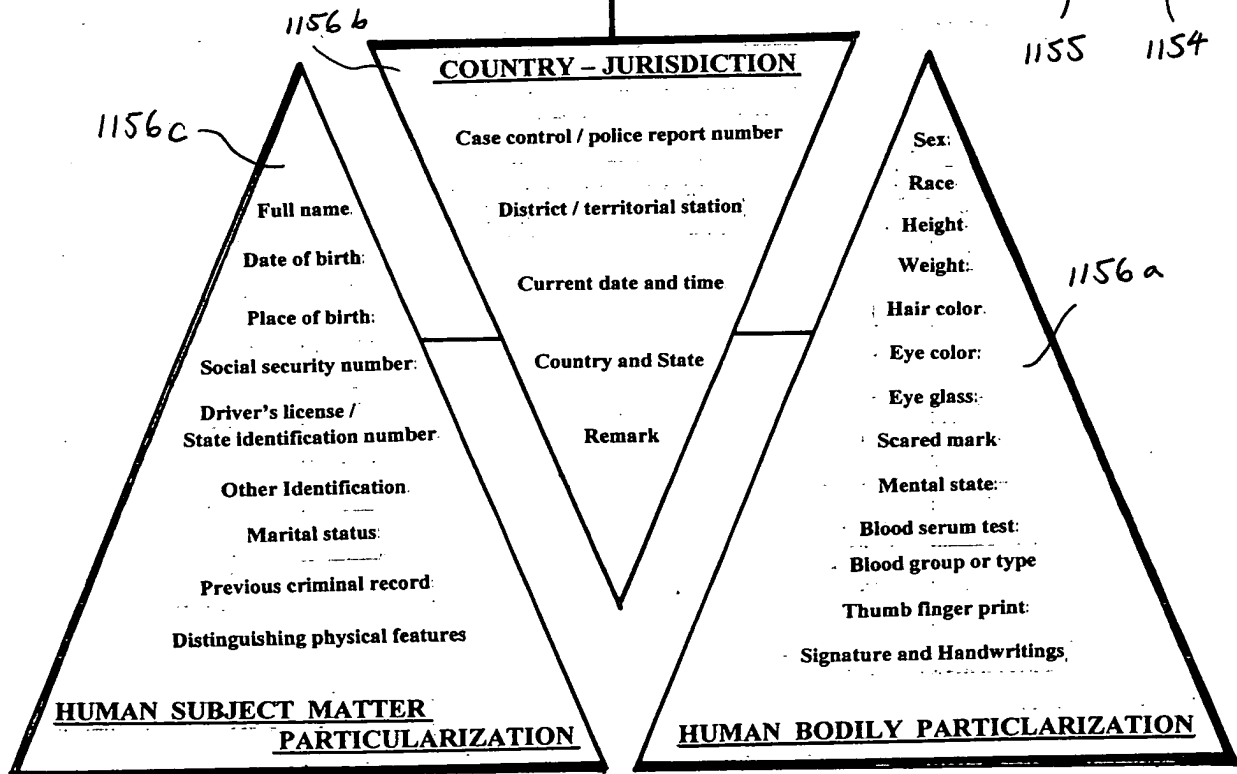 1156 b
1155
1154
COUNTRY – JURISDICTION
Case control / police report number
District / territorial station
Current date and time
Country and State
Remark
1156 c
Full name
Date of birth:
Place of birth:
Social security number:
Driver's license /
State identification number
Other Identification
Marital status:
Previous criminal record
Distinguishing physical features
HUMAN SUBJECT MATTER
PARTICULARIZATION
Sex:
Race
Height
Weight:
Hair color
Eye color:
Eye glass:
Scared mark
Mental state:
Blood serum test:
Blood group or type
Thumb finger print:
Signature and Handwritings
1156 a
HUMAN BODILY PARTICLARIZATION